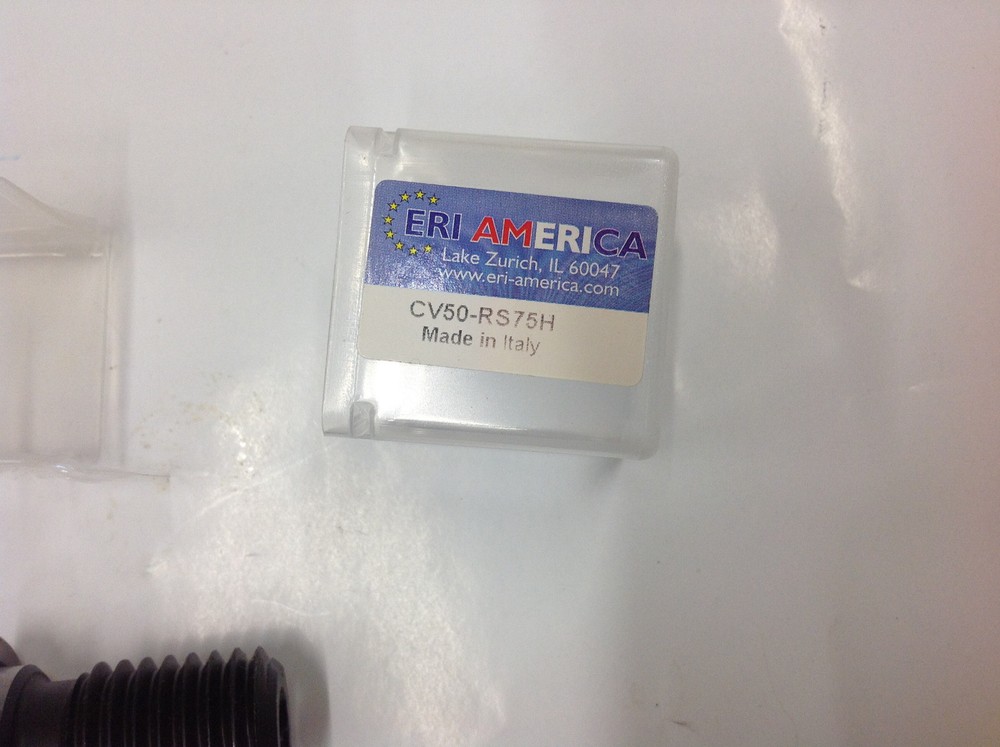 ERI AMERICA
Lake Zurich, IL 60047
www.eri-america.com
CV50-RS75H
Made in Italy